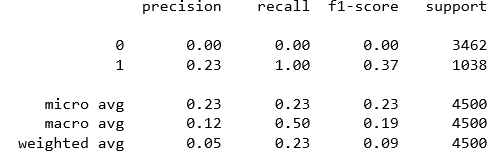 precision recall f1-score support
0 0.00 0.00 0.00 3462
1 0.23 1.00 0.37 1038
micro avg 0.23 0.23 0.23 4500
macro avg 0.12 0.50 0.19 4500
weighted avg 0.05 0.23 0.09 4500